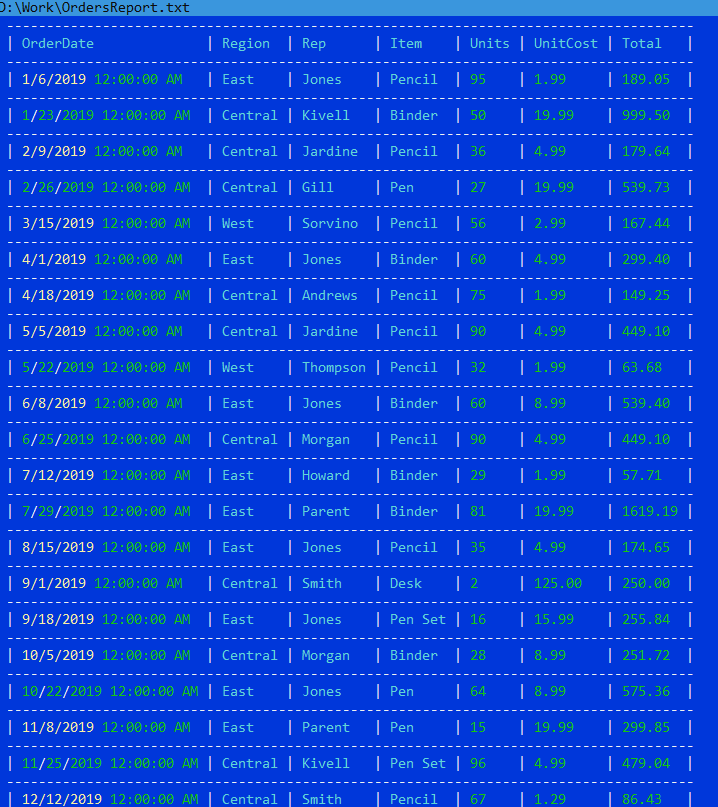 D:\Work\OrdersReport.txt
| OrderDate | Region | Rep | Item | Units | UnitCost | Total |
| 1/6/2019 12:00:00 AM | East | Jones | Pencil | 95 | 1.99 | 189.05 |
| 1/23/2019 12:00:00 AM | Central | Kivell | Binder | 50 | 19.99 | 999.50 |
| 2/9/2019 12:00:00 AM | Central | Jardine | Pencil | 36 | 4.99 | 179.64 |
| 2/26/2019 12:00:00 AM | Central | Gill | Pen | 27 | 19.99 | 539.73 |
| 3/15/2019 12:00:00 AM | West | Sorvino | Pencil | 56 | 2.99 | 167.44 |
| 4/1/2019 12:00:00 AM | East | Jones | Binder | 60 | 4.99 | 299.40 |
| 4/18/2019 12:00:00 AM | Central | Andrews | Pencil | 75 | 1.99 | 149.25 |
| 5/5/2019 12:00:00 AM | Central | Jardine | Pencil | 90 | 4.99 | 449.10 |
| 5/22/2019 12:00:00 AM | West | Thompson | Pencil | 32 | 1.99 | 63.68 |
| 6/8/2019 12:00:00 AM | East | Jones | Binder | 60 | 8.99 | 539.40 |
| 6/25/2019 12:00:00 AM | Central | Morgan | Pencil | 90 | 4.99 | 449.10 |
| 7/12/2019 12:00:00 AM | East | Howard | Binder | 29 | 1.99 | 57.71 |
| 7/29/2019 12:00:00 AM | East | Parent | Binder | 81 | 19.99 | 1619.19 |
| 8/15/2019 12:00:00 AM | East | Jones | Pencil | 35 | 4.99 | 174.65 |
| 9/1/2019 12:00:00 AM | Central | Smith | Desk | 2 | 125.00 | 250.00 |
| 9/18/2019 12:00:00 AM | East | Jones | Pen Set | 16 | 15.99 | 255.84 |
| 10/5/2019 12:00:00 AM | Central | Morgan | Binder | 28 | 8.99 | 251.72 |
| 10/22/2019 12:00:00 AM | East | Jones | Pen | 64 | 8.99 | 575.36 |
| 11/8/2019 12:00:00 AM | East | Parent | Pen | 15 | 19.99 | 299.85 |
| 11/25/2019 12:00:00 AM | Central | Kivell | Pen Set | 96 | 4.99 | 479.04 |
| 12/12/2019 12:00:00 AM | Central | Smith | Pencil | 67 | 1.29 | 86.43 |